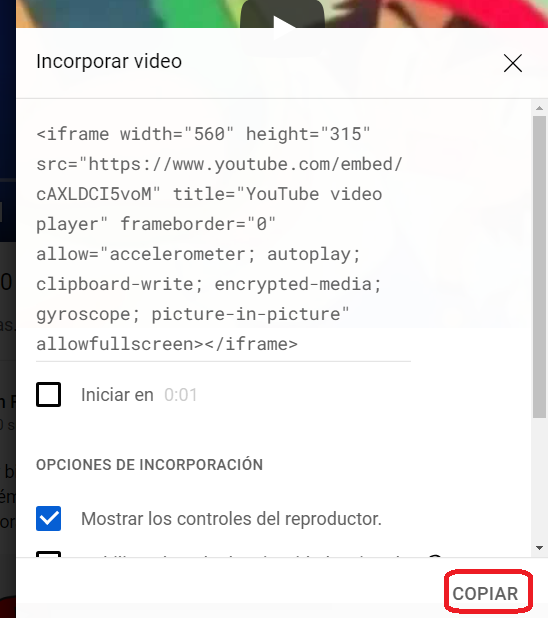 Incorporar video
<iframe width="560" height="315"
src="https://www.youtube.com/embed/
cAXLDCI5voM" title="YouTube video
player" frameborder="0"
allow="accelerometer; autoplay;
clipboard-write; encrypted-media;
gyroscope; picture-in-picture"
allowfullscreen></iframe>
Iniciar en 0:01
OPCIONES DE INCORPORACIÓN
Mostrar los controles del reproductor.
COPIAR